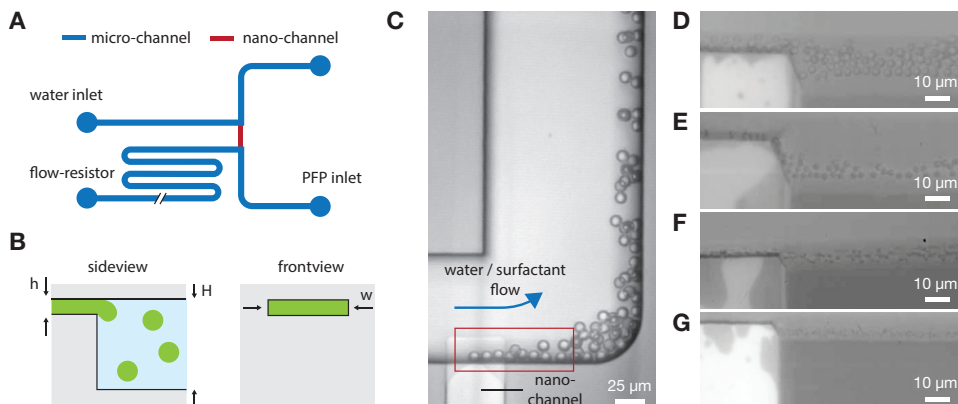 A
micro-channel
nano-channel
water inlet
flow-resistor
PFP inlet
B
sideview
frontview
h
H
w
C
water / surfactant
flow
nano-
channel
25 μm
D
10 μm
E
10 μm
F
10 μm
G
10 μm